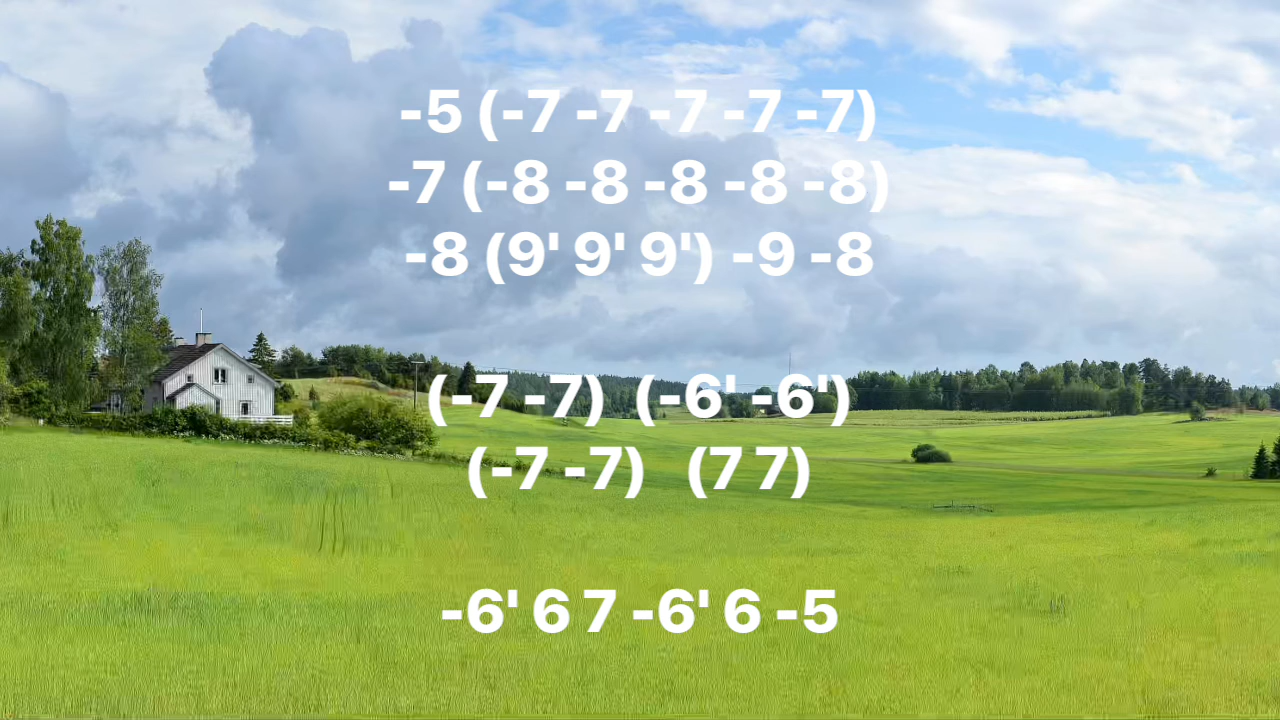 -5 (-7 -7 -7 -7 -7)
-7 (-8 -8 -8 -8 -8)
-8 (9' 9' 9') -9 -8
(-7 -7) (-6' -6')
(-7 -7) (7 7)
-6' 6 7 -6' 6 -5